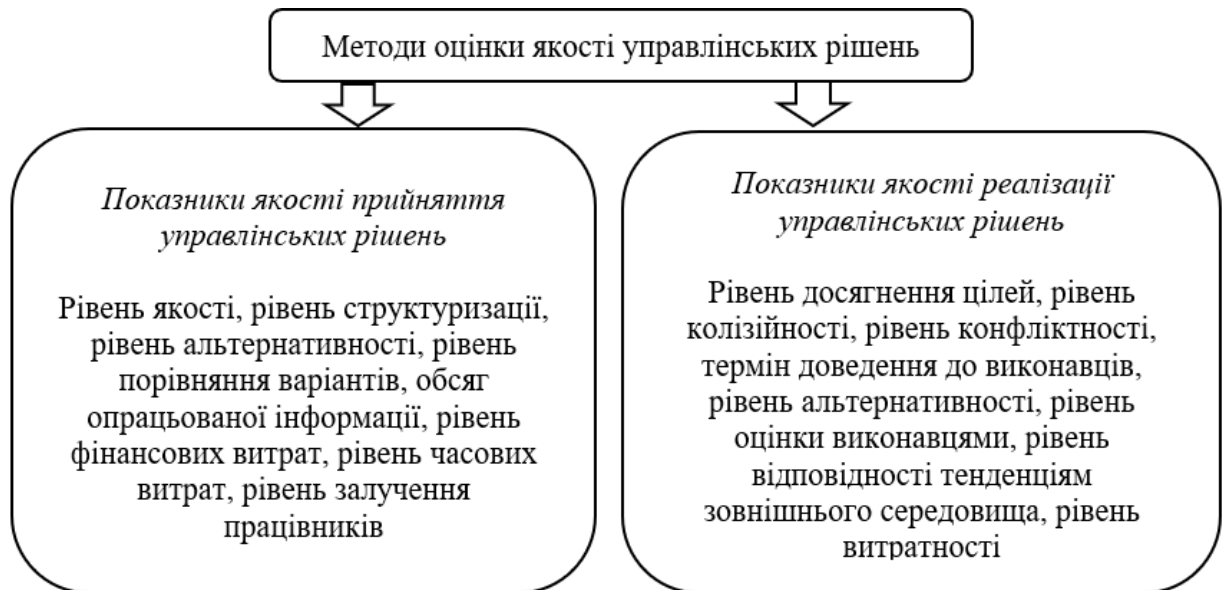 Методи оцінки якості управлінських рішень
Показники якості прийняття
управлінських рішень
Рівень якості, рівень структуризації,
рівень альтернативності, рівень
порівняння варіантів, обсяг
опрацьованої інформації, рівень
фінансових витрат, рівень часових
витрат, рівень залучення
працівників
Показники якості реалізації
управлінських рішень
Рівень досягнення цілей, рівень
колізійності, рівень конфліктності,
термін доведення до виконавців,
рівень альтернативності, рівень
оцінки виконавцями, рівень
відповідності тенденціям
зовнішнього середовища, рівень
витратності